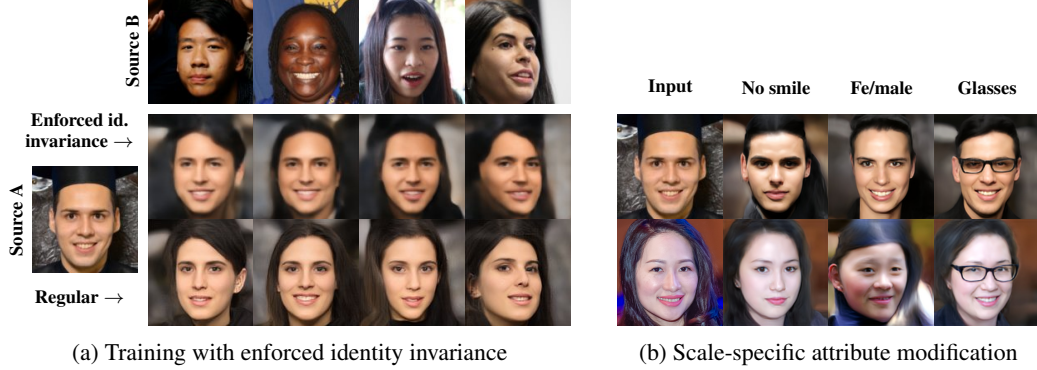 Source B
Enforced id.
invariance →
Source A
Regular →
(a) Training with enforced identity invariance
Input No smile Fe/male Glasses
(b) Scale-specific attribute modification